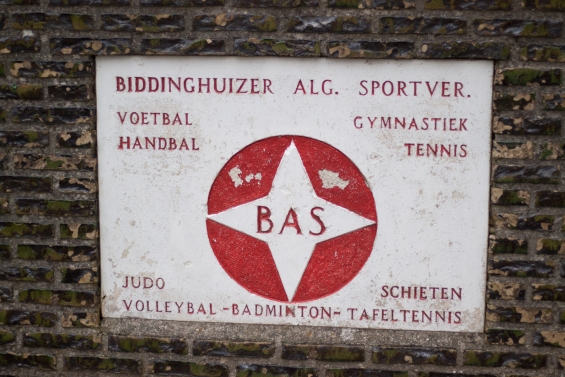 BIDDINGHUIZER ALG. SPORTVER.
VOETBAL GYMNASTIEK
HANDBAL TENNIS
BAS
JUDO SCHIETEN
VOLLEYBAL-BADMINTON-TAFELTENNIS